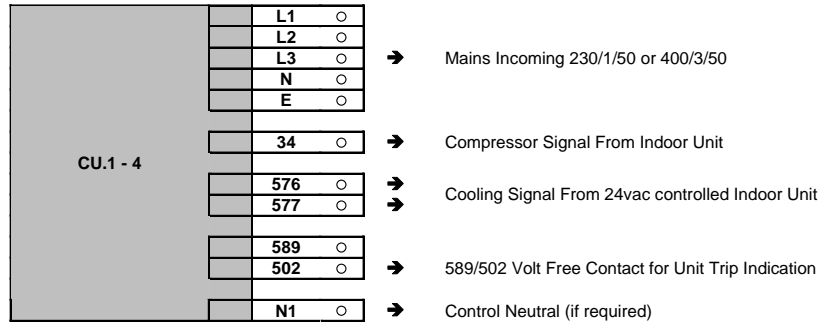 L1
L2
L3 ➔ Mains Incoming 230/1/50 or 400/3/50
N
E
34 ➔ Compressor Signal From Indoor Unit
CU.1 - 4
576 ➔
Cooling Signal From 24vac controlled Indoor Unit
577 ➔
589
502 ➔ 589/502 Volt Free Contact for Unit Trip Indication
N1 ➔ Control Neutral (if required)